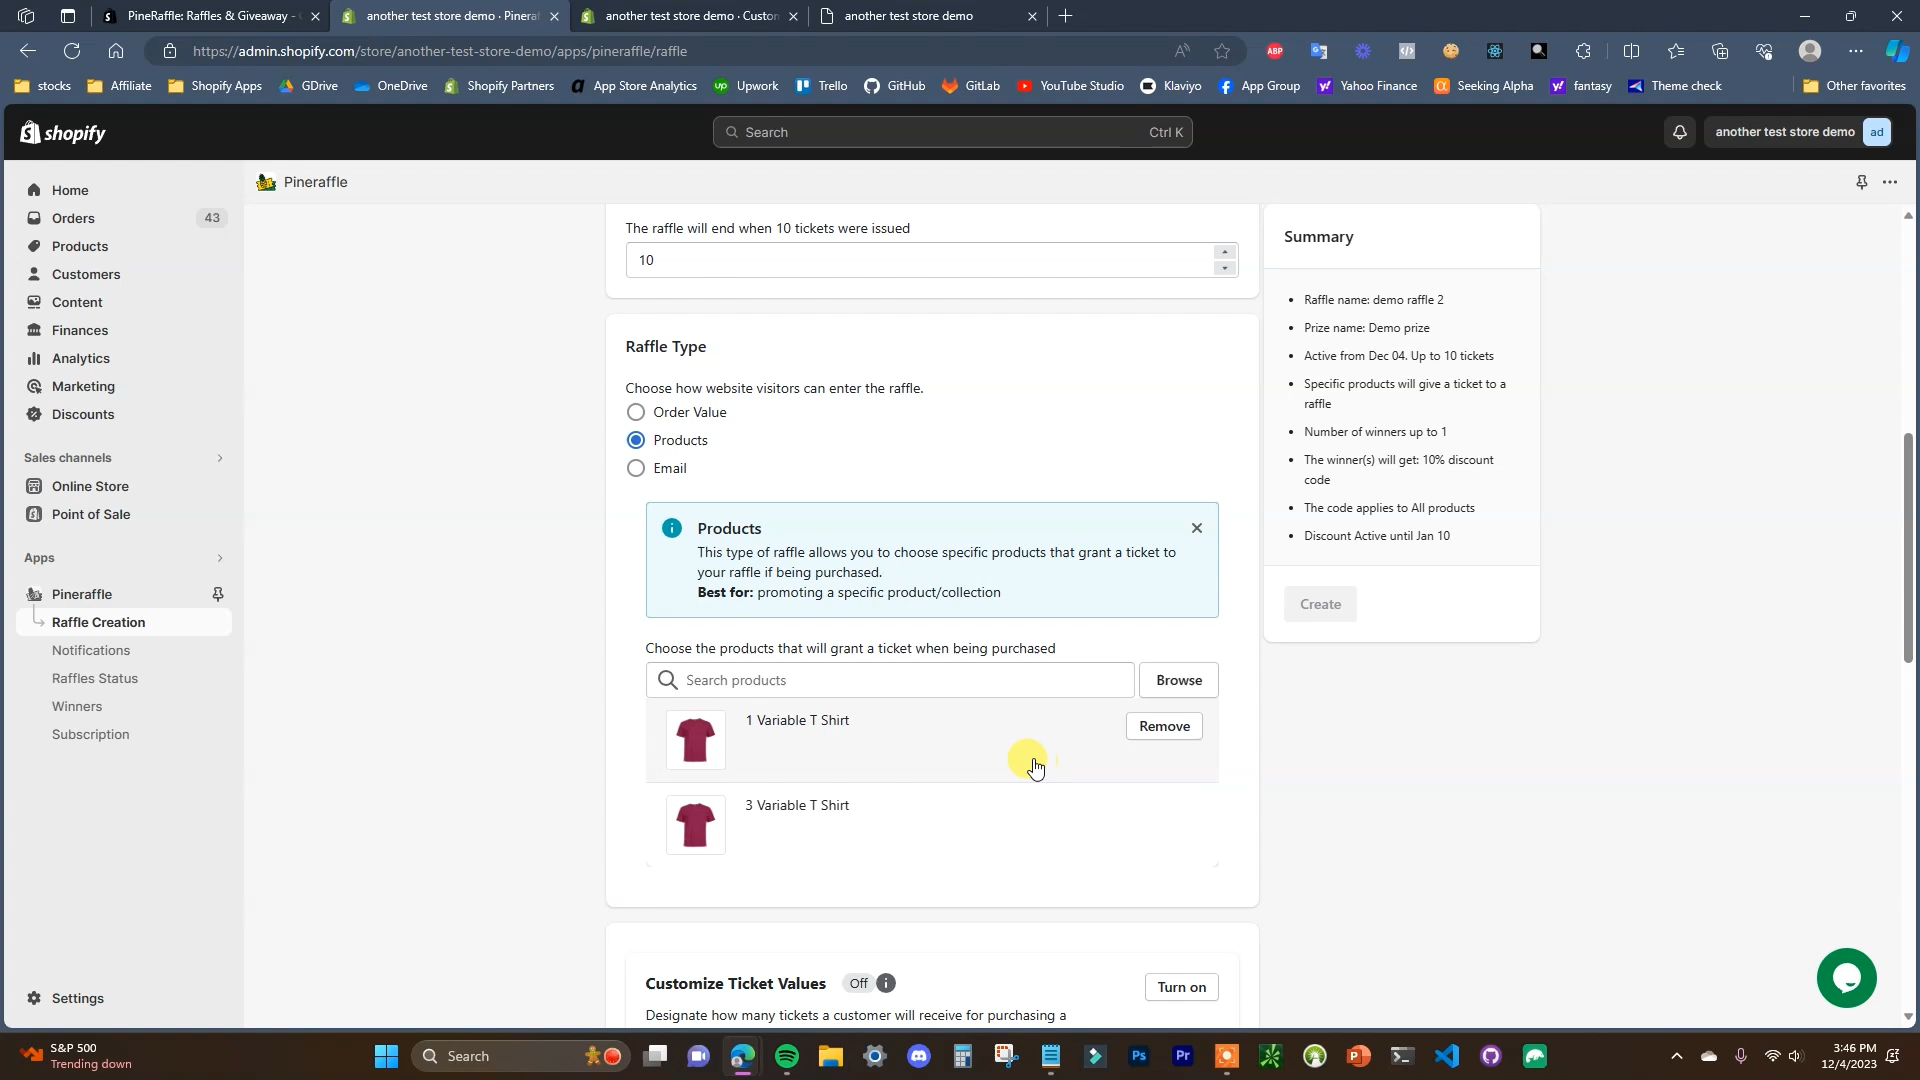 PineRaffle: Raffles & Giveaway -
another test store demo · Pineraf
another test store demo · Custon
another test store demo
https://admin.shopify.com/store/another-test-store-demo/apps/pineraffle/raffle
ABP
stocks
Affiliate
Shopify Apps
GDrive
OneDrive
Shopify Partners
App Store Analytics
Upwork
Trello
GitHub
GitLab
YouTube Studio
Klaviyo
App Group
Yahoo Finance
Seeking Alpha
fantasy
Theme check
Other favorites
shopify
Search
Ctrl K
another test store demo
ad
Home
Orders
43
Products
Customers
Content
Finances
Analytics
Marketing
Discounts
Sales channels
Online Store
Point of Sale
Apps
Pineraffle
Raffle Creation
Notifications
Raffles Status
Winners
Subscription
Settings
Pineraffle
The raffle will end when 10 tickets were issued
10
Raffle Type
Choose how website visitors can enter the raffle.
Order Value
Products
Email
Products
This type of raffle allows you to choose specific products that grant a ticket to
your raffle if being purchased.
Best for: promoting a specific product/collection
Choose the products that will grant a ticket when being purchased
Search products
Browse
1 Variable T Shirt
Remove
3 Variable T Shirt
Customize Ticket Values
Off
Turn on
Designate how many tickets a customer will receive for purchasing a
Summary
Raffle name: demo raffle 2
Prize name: Demo prize
Active from Dec 04. Up to 10 tickets
Specific products will give a ticket to a
raffle
Number of winners up to 1
The winner(s) will get: 10% discount
code
The code applies to All products
Discount Active until Jan 10
Create
S&P 500
Trending down
Search
Ps
Pr
3:46 PM
12/4/2023